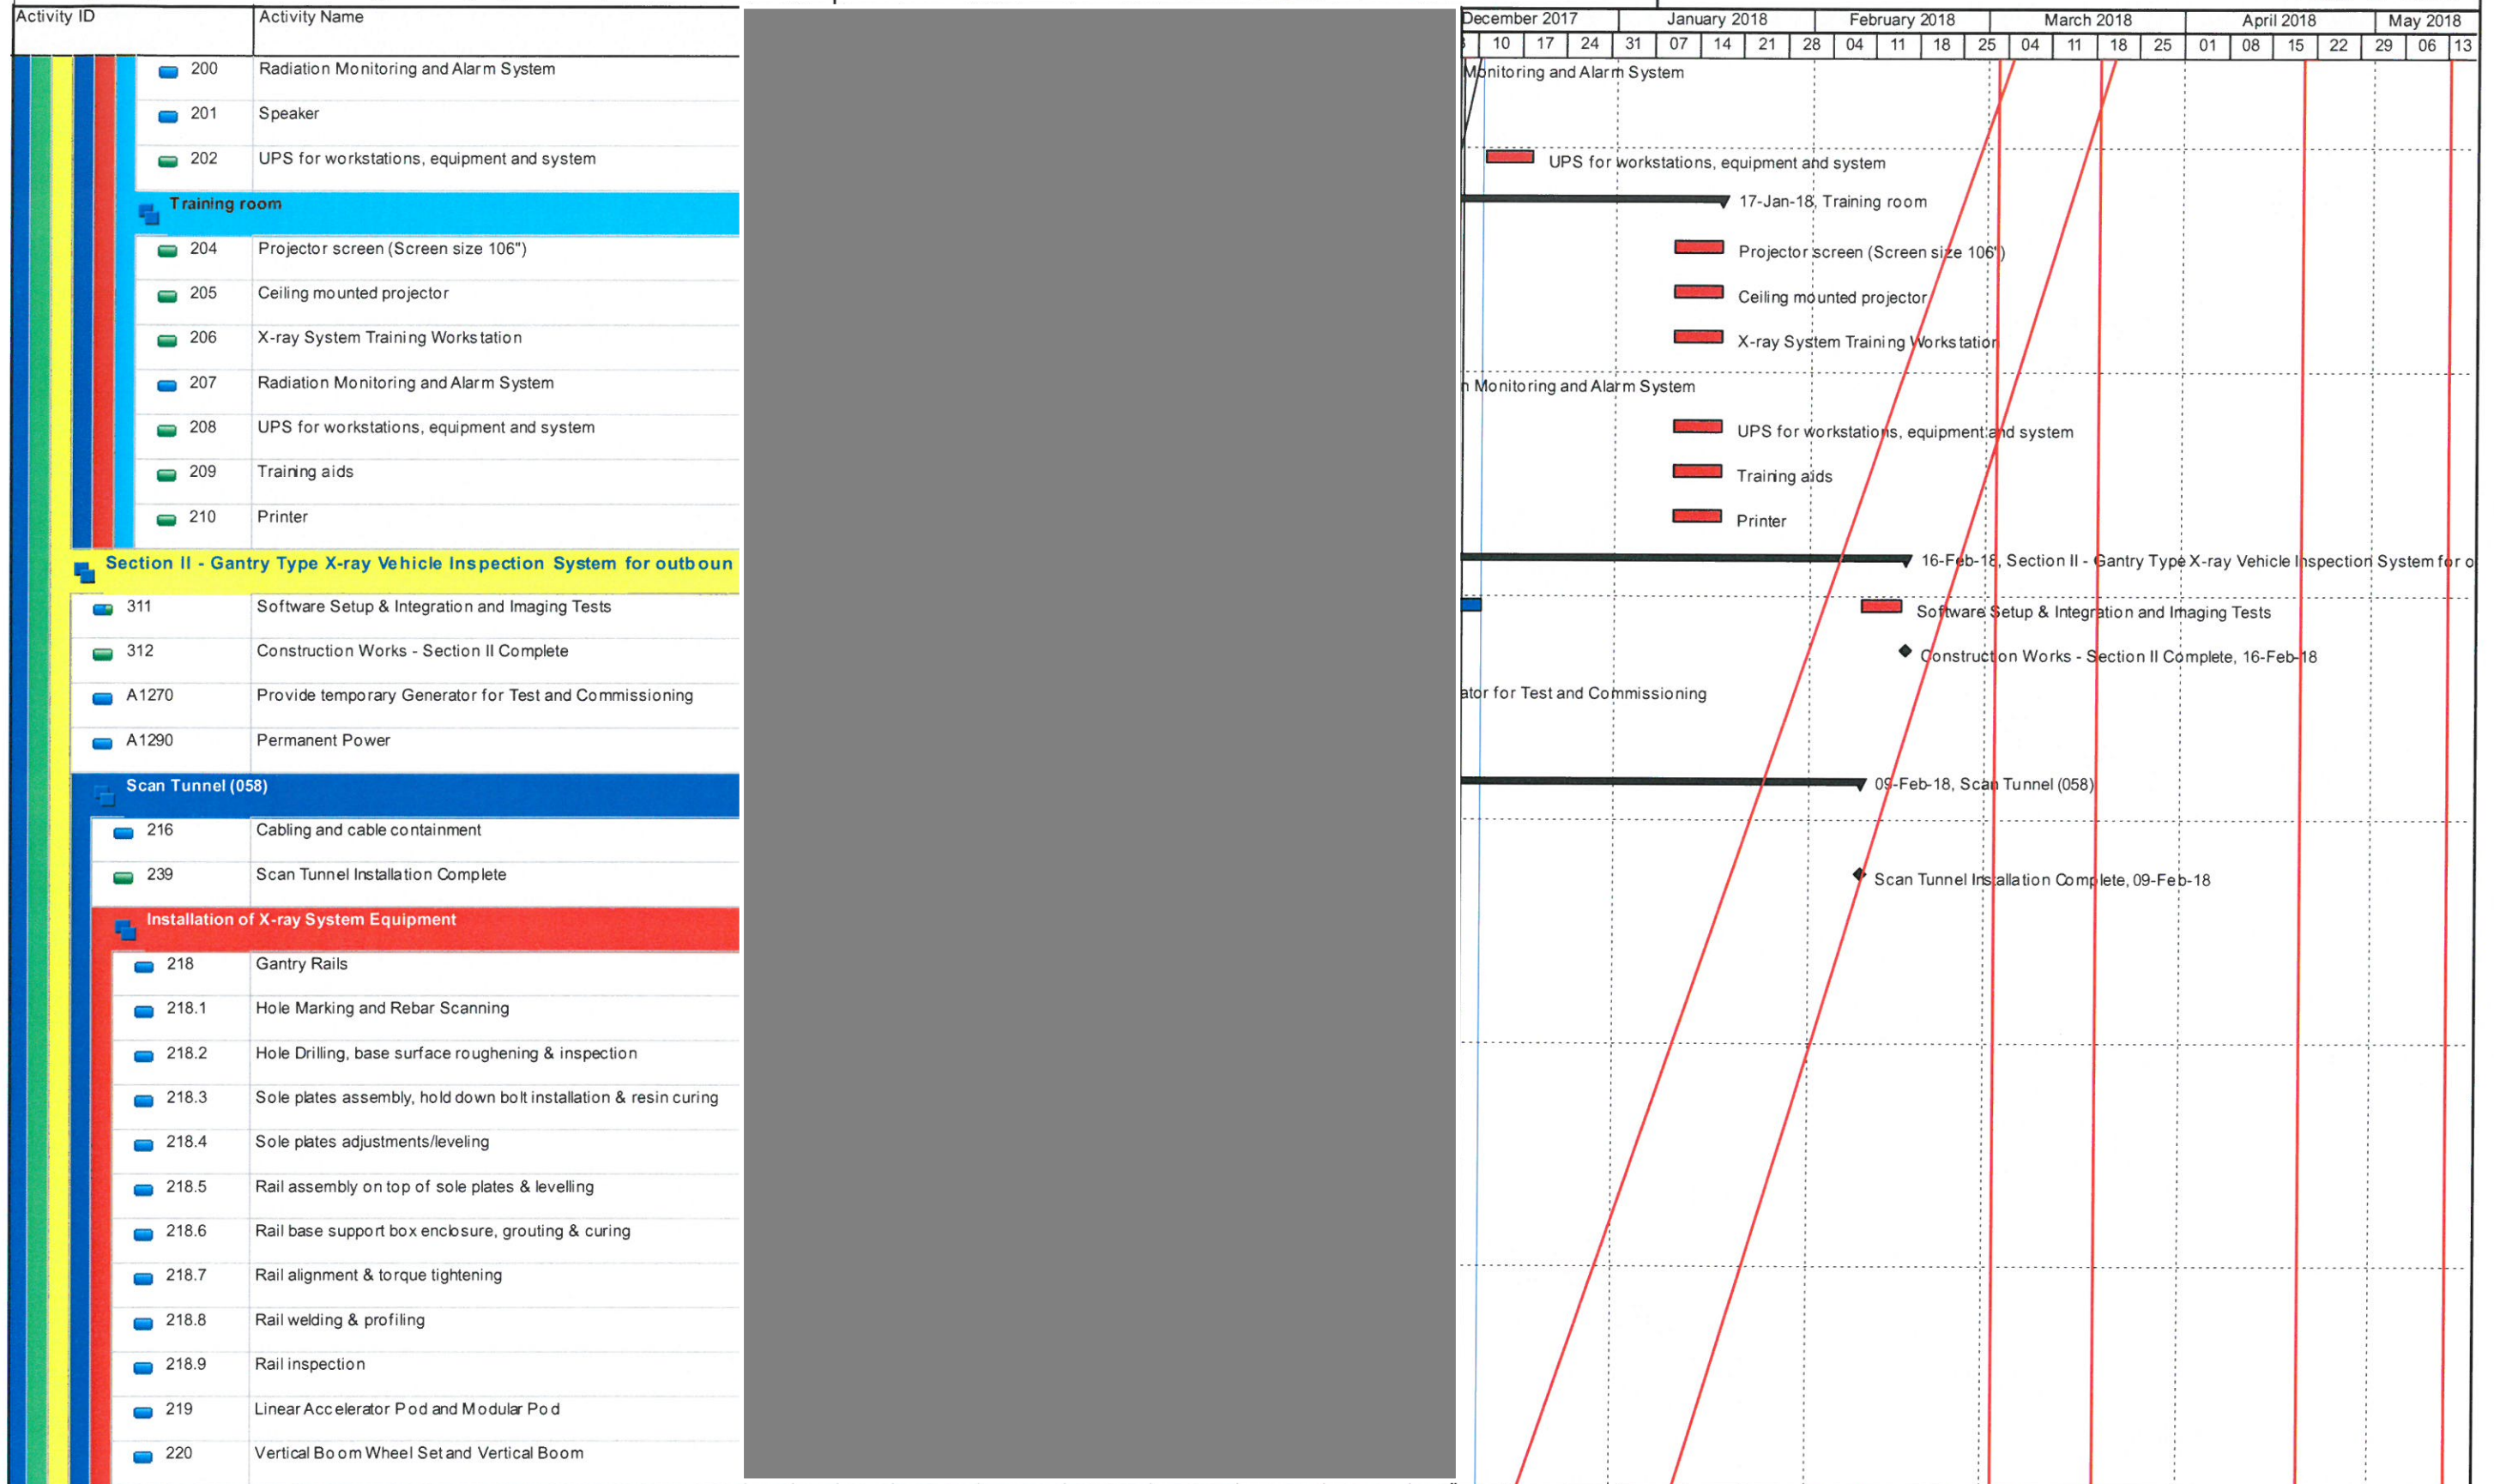 Activity ID Activity Name December 2017 January 2018 February 2018 March 2018 April 2018 May 2018
10 17 24 31 07 14 21 28 04 11 18 25 04 11 18 25 01 08 15 22 29 06 13
200 Radiation Monitoring and Alarm System Monitoring and Alarm System
201 Speaker
202 UPS for workstations, equipment and system UPS for workstations, equipment and system
Training room 17-Jan-18, Training room
204 Projector screen (Screen size 106") Projector screen (Screen size 106")
205 Ceiling mounted projector Ceiling mounted projector
206 X-ray System Training Workstation X-ray System Training Workstation
207 Radiation Monitoring and Alarm System n Monitoring and Alarm System
208 UPS for workstations, equipment and system UPS for workstations, equipment and system
209 Training aids Training aids
210 Printer Printer
Section II - Gantry Type X-ray Vehicle Inspection System for outboun 16-Feb-18, Section II - Gantry Type X-ray Vehicle Inspection System for o
311 Software Setup & Integration and Imaging Tests Software Setup & Integration and Imaging Tests
312 Construction Works - Section II Complete Construction Works - Section II Complete, 16-Feb-18
A1270 Provide temporary Generator for Test and Commissioning ator for Test and Commissioning
A1290 Permanent Power
Scan Tunnel (058) 09-Feb-18, Scan Tunnel (058)
216 Cabling and cable containment
239 Scan Tunnel Installation Complete Scan Tunnel Installation Complete, 09-Feb-18
Installation of X-ray System Equipment
218 Gantry Rails
218.1 Hole Marking and Rebar Scanning
218.2 Hole Drilling, base surface roughening & inspection
218.3 Sole plates assembly, hold down bolt installation & resin curing
218.4 Sole plates adjustments/leveling
218.5 Rail assembly on top of sole plates & levelling
218.6 Rail base support box enclosure, grouting & curing
218.7 Rail alignment & torque tightening
218.8 Rail welding & profiling
218.9 Rail inspection
219 Linear Accelerator Pod and Modular Pod
220 Vertical Boom Wheel Set and Vertical Boom